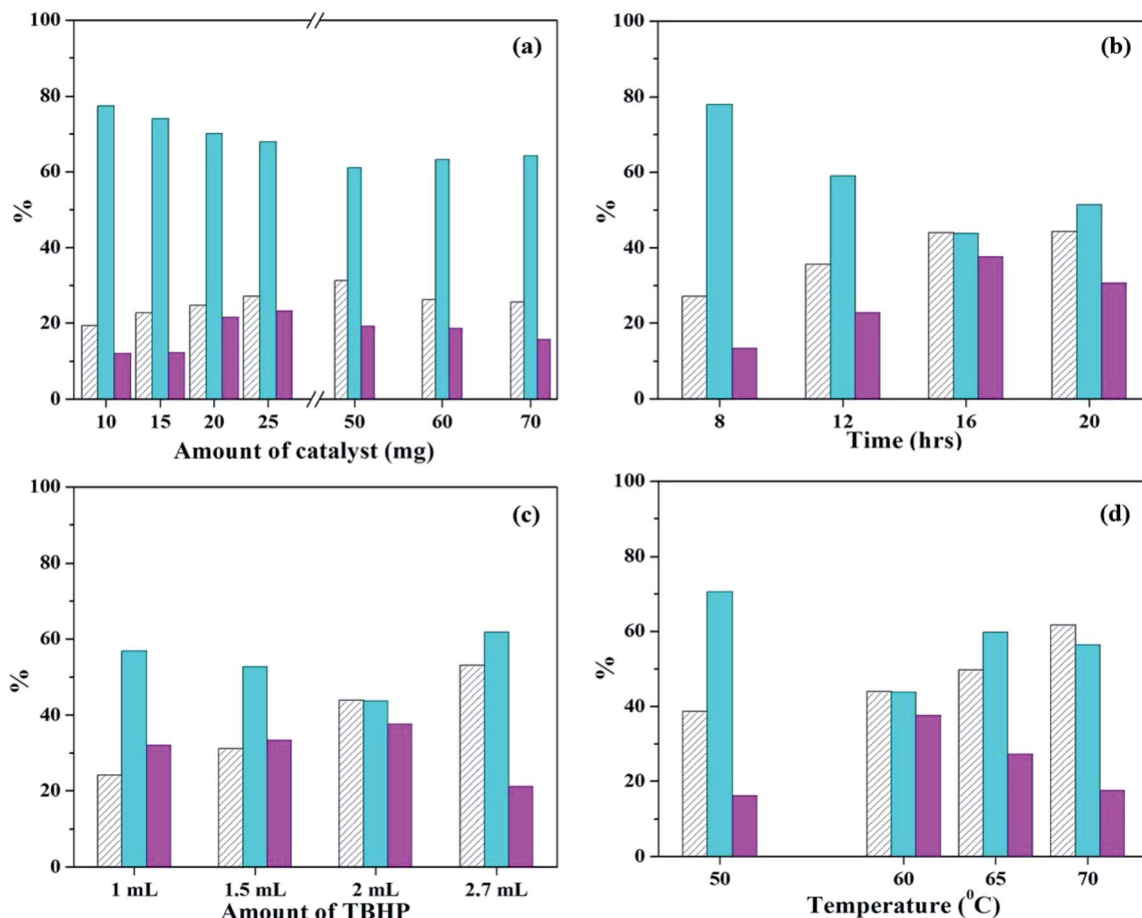 100
80
60
40
20
0
%
(a)
10 15 20 25 50 60 70
Amount of catalyst (mg)
100
80
60
40
20
0
%
(b)
8 12 16 20
Time (hrs)
100
80
60
40
20
0
%
(c)
1 mL 1.5 mL 2 mL 2.7 mL
Amount of TBHP
100
80
60
40
20
0
%
(d)
50 60 65 70
Temperature (⁰C)